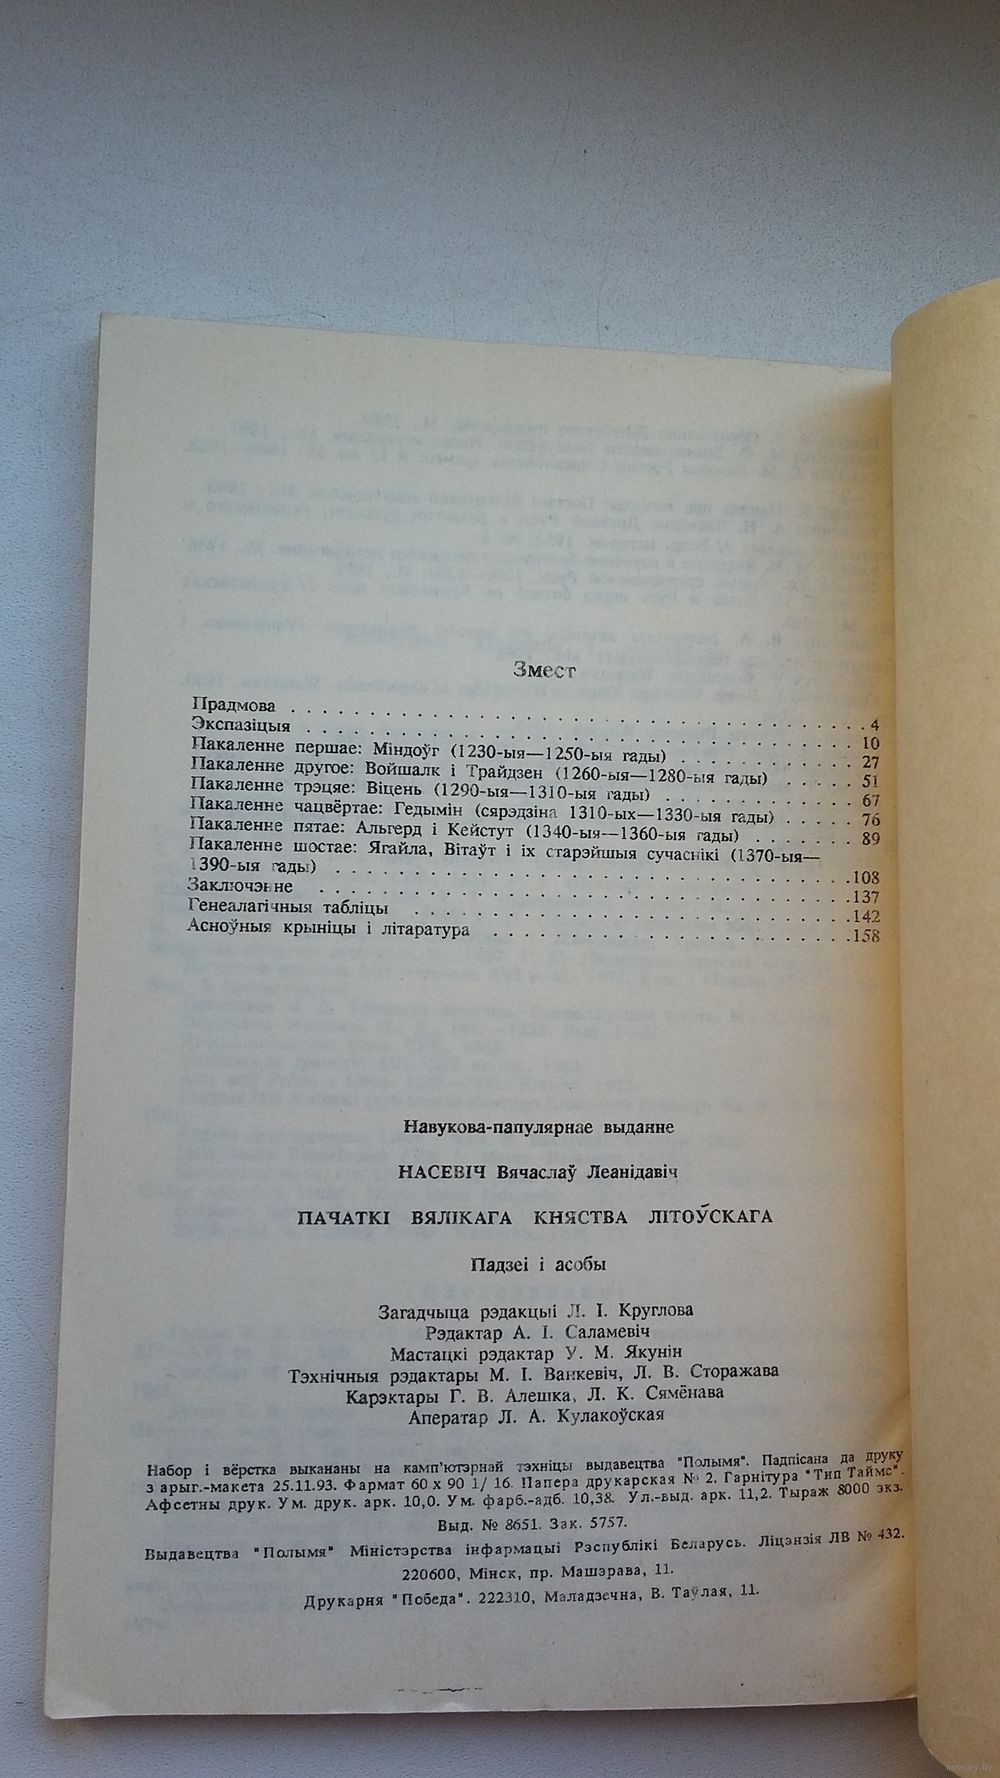 Змест
Прадмова . . . . . . . . . . . . . . . . . . . . . . . . . . . . . . . . . . . 4
Экспазіцыя . . . . . . . . . . . . . . . . . . . . . . . . . . . . . . . . . . 10
Пакаленне першае: Міндоўг (1230-ыя—1250-ыя гады) . . . . . . . . . . . 27
Пакаленне другое: Войшалк і Трайдзен (1260-ыя—1280-ыя гады) . . . . . 51
Пакаленне трэцяе: Віцень (1290-ыя—1310-ыя гады) . . . . . . . . . . . . 67
Пакаленне чацвёртае: Гедымін (сярэдзіна 1310-ых—1330-ыя гады) . . . . . 76
Пакаленне пятае: Альгерд і Кейстут (1340-ыя—1360-ыя гады) . . . . . . . 89
Пакаленне шостае: Ягайла, Вітаўт і іх старэйшыя сучаснікі (1370-ыя—
1390-ыя гады) . . . . . . . . . . . . . . . . . . . . . . . . . . . . . . . . .108
Заключэнне . . . . . . . . . . . . . . . . . . . . . . . . . . . . . . . . . .137
Генеалагічныя табліцы . . . . . . . . . . . . . . . . . . . . . . . . . . . .142
Асноўныя крыніцы і літаратура . . . . . . . . . . . . . . . . . . . . . . .158
Навукова-папулярнае выданне
НАСЕВІЧ Вячаслаў Леанідавіч
ПАЧАТКІ ВЯЛІКАГА КНЯСТВА ЛІТОЎСКАГА
Падзеі і асобы
Загадчыца рэдакцыі Л. І. Круглова
Рэдактар А. І. Саламевіч
Мастацкі рэдактар У. М. Якунін
Тэхнічныя рэдактары М. І. Ванкевіч, Л. В. Сторажава
Карэктары Г. В. Алешка, Л. К. Сямёнава
Аператар Л. А. Кулакоўская
Набор і вёрстка выкананы на камп'ютэрнай тэхніцы выдавецтва "Полымя". Падпісана да друку
з арыг.-макета 25.11.93. Фармат 60 х 90 1/ 16. Папера друкарская № 2. Гарнітура "Тип Таймс".
Афсетны друк. Ум. друк. арк. 10,0. Ум. фарб.-адб. 10,38. Ул.-выд. арк. 11,2. Тыраж 8000 экз.
Выд. № 8651. Зак. 5757.
Выдавецтва "Полымя" Міністэрства інфармацыі Рэспублікі Беларусь. Ліцэнзія ЛВ № 432.
220600, Мінск, пр. Машэрава, 11.
Друкарня "Победа". 222310, Маладзечна, В. Таўлая, 11.
www.ay.by